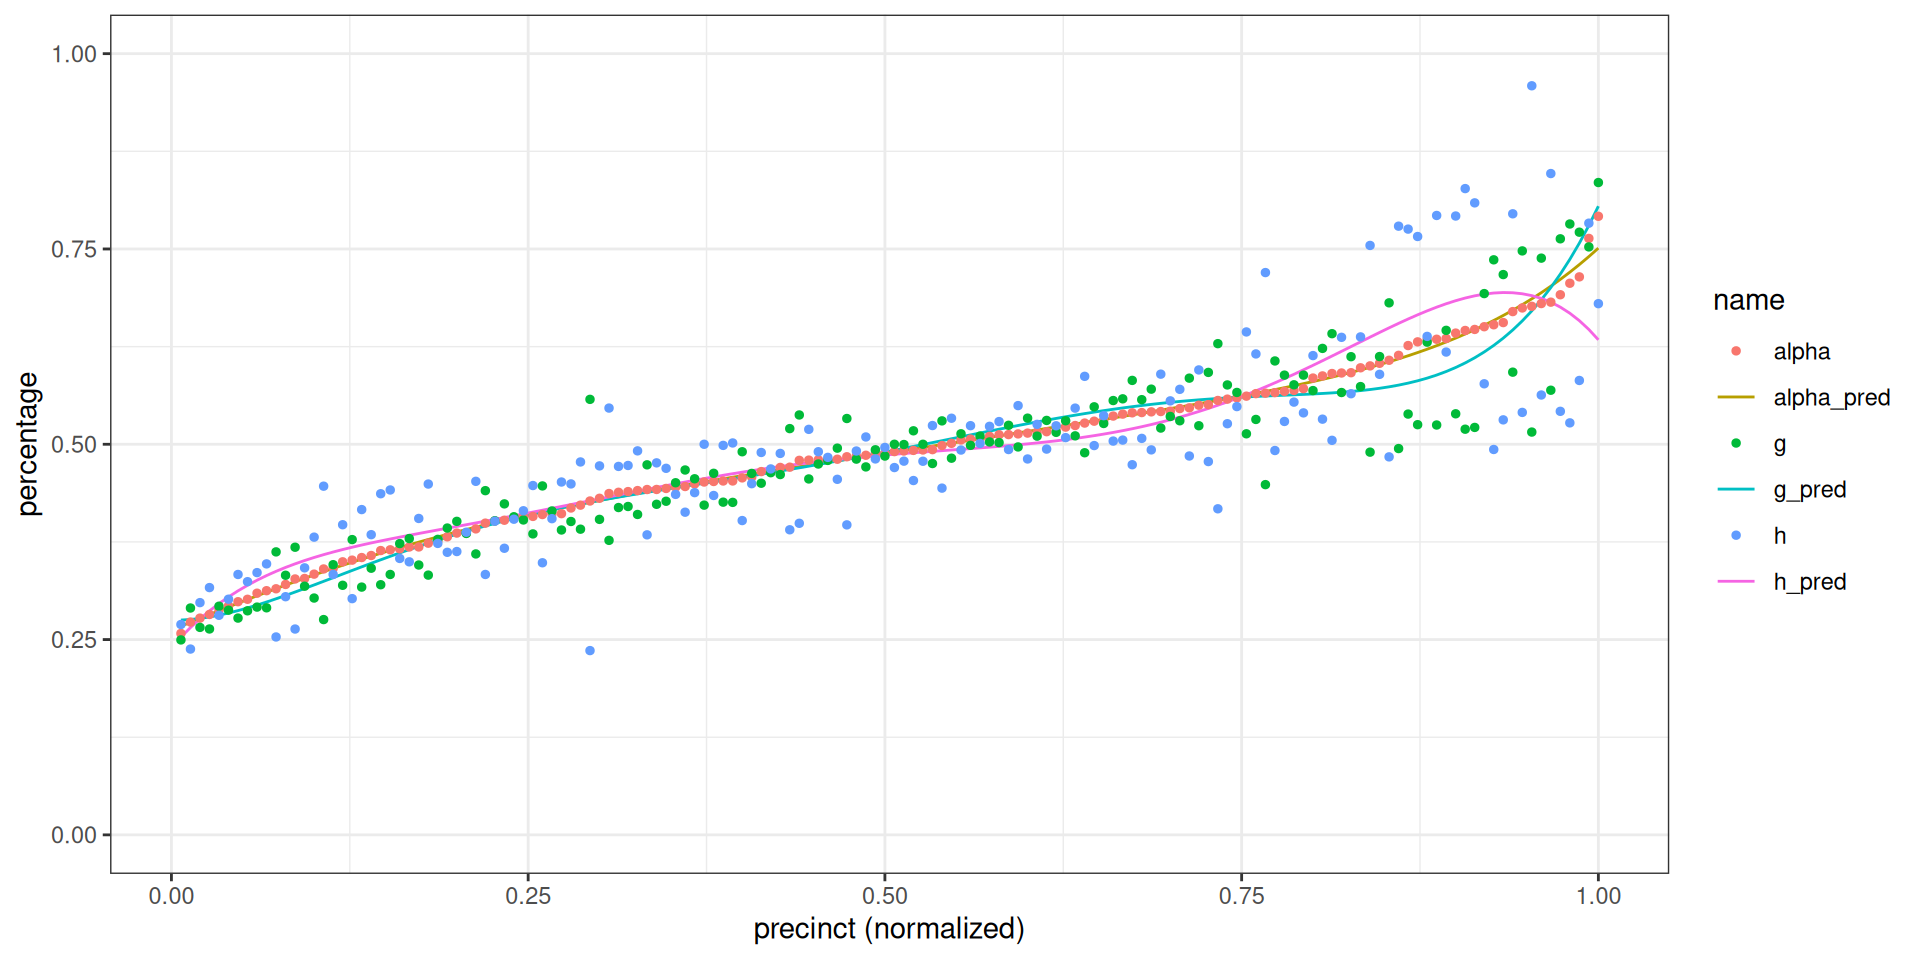 1.00
0.75
0.50
0.25
0.00
percentage
0.00 0.25 0.50 0.75 1.00
precinct (normalized)
name
alpha
alpha_pred
g
g_pred
h
h_pred